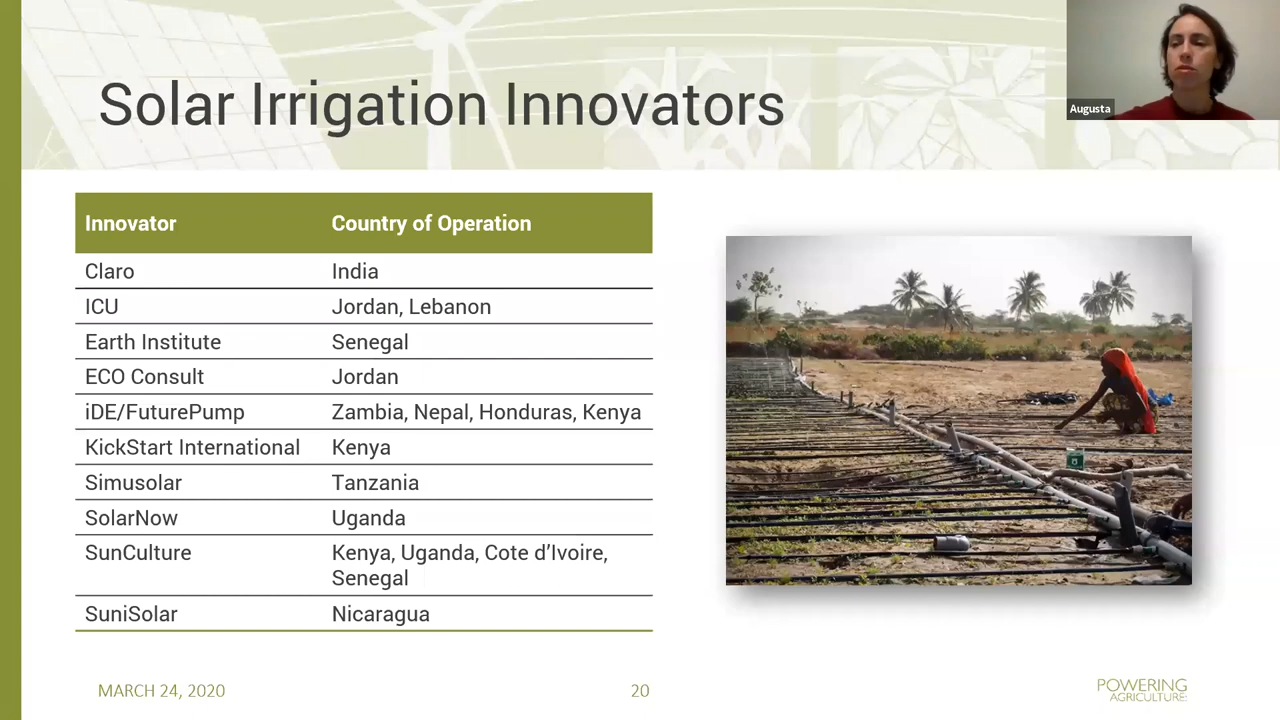 Solar Irrigation Innovators
Augusta
Innovator Country of Operation
Claro India
ICU Jordan, Lebanon
Earth Institute Senegal
ECO Consult Jordan
iDE/FuturePump Zambia, Nepal, Honduras, Kenya
KickStart International Kenya
Simusolar Tanzania
SolarNow Uganda
SunCulture Kenya, Uganda, Cote d’Ivoire,
Senegal
SuniSolar Nicaragua
MARCH 24, 2020
20
POWERING
AGRICULTURE: